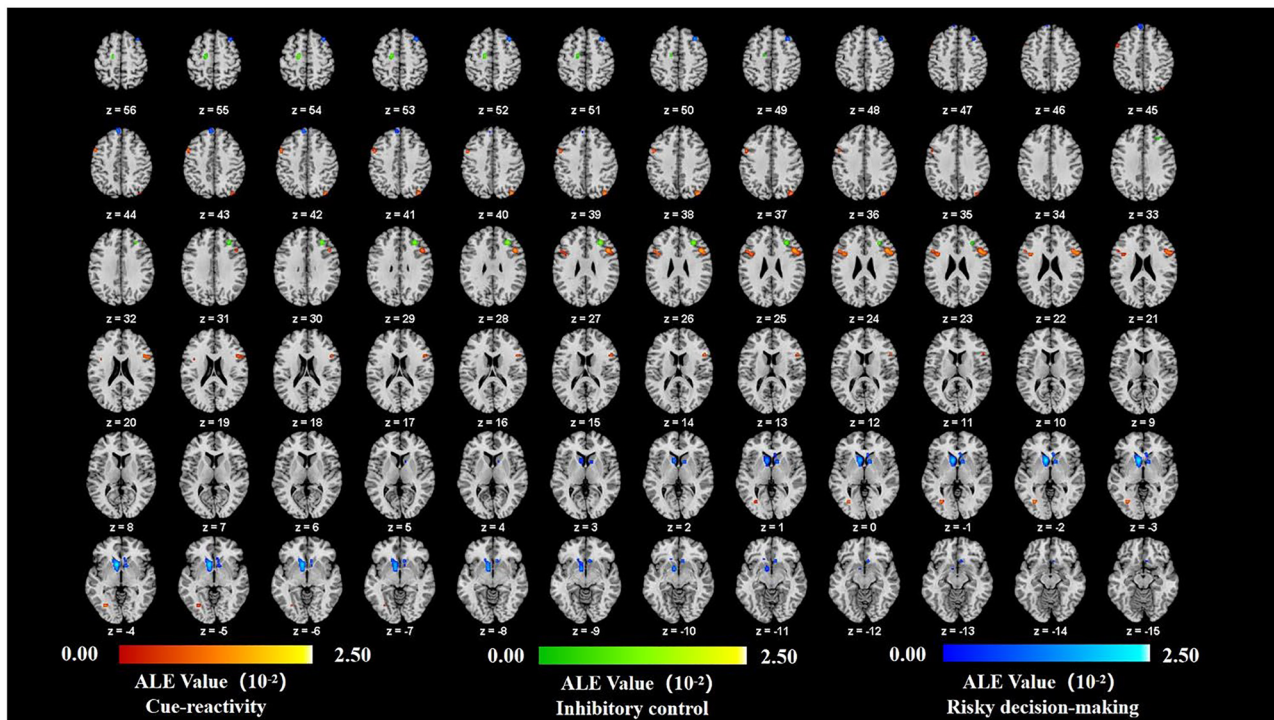 z = 56 z = 55 z = 54 z = 53 z = 52 z = 51 z = 50 z = 49 z = 48 z = 47 z = 46 z = 45
z = 44 z = 43 z = 42 z = 41 z = 40 z = 39 z = 38 z = 37 z = 36 z = 35 z = 34 z = 33
z = 32 z = 31 z = 30 z = 29 z = 28 z = 27 z = 26 z = 25 z = 24 z = 23 z = 22 z = 21
z = 20 z = 19 z = 18 z = 17 z = 16 z = 15 z = 14 z = 13 z = 12 z = 11 z = 10 z = 9
z = 8 z = 7 z = 6 z = 5 z = 4 z = 3 z = 2 z = 1 z = 0 z = -1 z = -2 z = -3
z = -4 z = -5 z = -6 z = -7 z = -8 z = -9 z = -10 z = -11 z = -12 z = -13 z = -14 z = -15
0.00 2.50 0.00 2.50 0.00 2.50
ALE Value (10⁻²) ALE Value (10⁻²) ALE Value (10⁻²)
Cue-reactivity Inhibitory control Risky decision-making